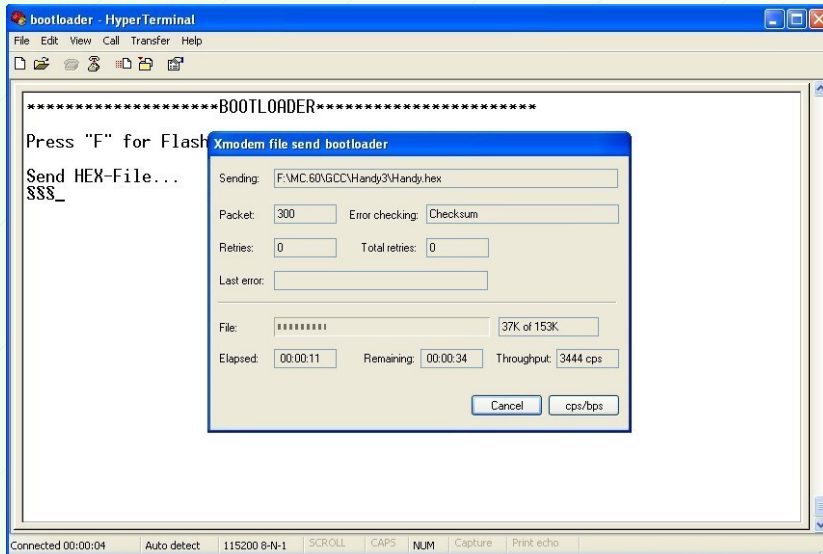 bootloader - HyperTerminal
File Edit View Call Transfer Help
********************BOOTLOADER***********************
Press "F" for Flash
Send HEX-File...
§§§_
Xmodem file send bootloader
Sending: F:\MC.60\GCC\Handy3\Handy.hex
Packet: 300 Error checking: Checksum
Retries: 0 Total retries: 0
Last error:
File: 37K of 153K
Elapsed: 00:00:11 Remaining: 00:00:34 Throughput: 3444 cps
Cancel cps/bps
Connected 00:00:04 Auto detect 115200 8-N-1 SCROLL CAPS NUM Capture Print echo